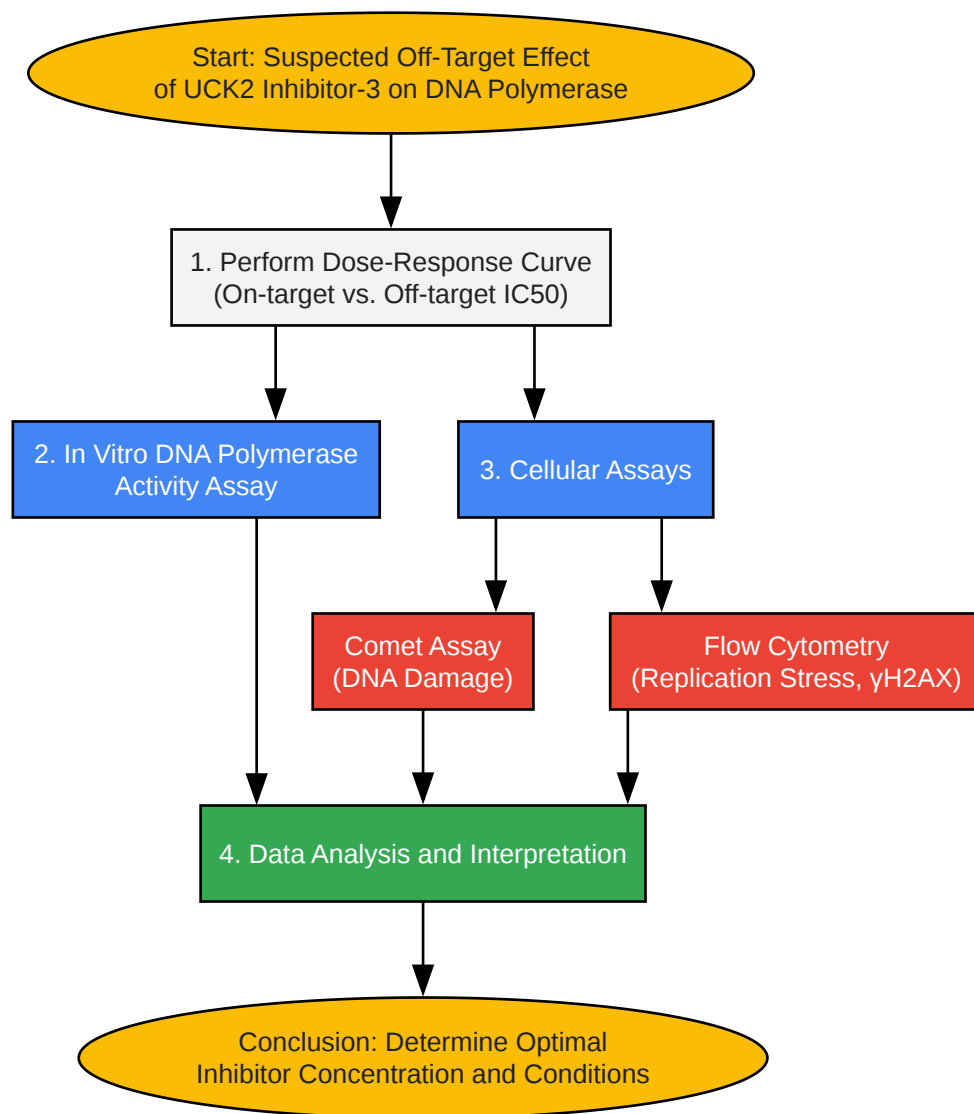 Start: Suspected Off-Target Effect
of UCK2 Inhibitor-3 on DNA Polymerase
1. Perform Dose-Response Curve
(On-target vs. Off-target IC50)
2. In Vitro DNA Polymerase
Activity Assay
3. Cellular Assays
Comet Assay
(DNA Damage)
Flow Cytometry
(Replication Stress, γH2AX)
4. Data Analysis and Interpretation
Conclusion: Determine Optimal
Inhibitor Concentration and Conditions